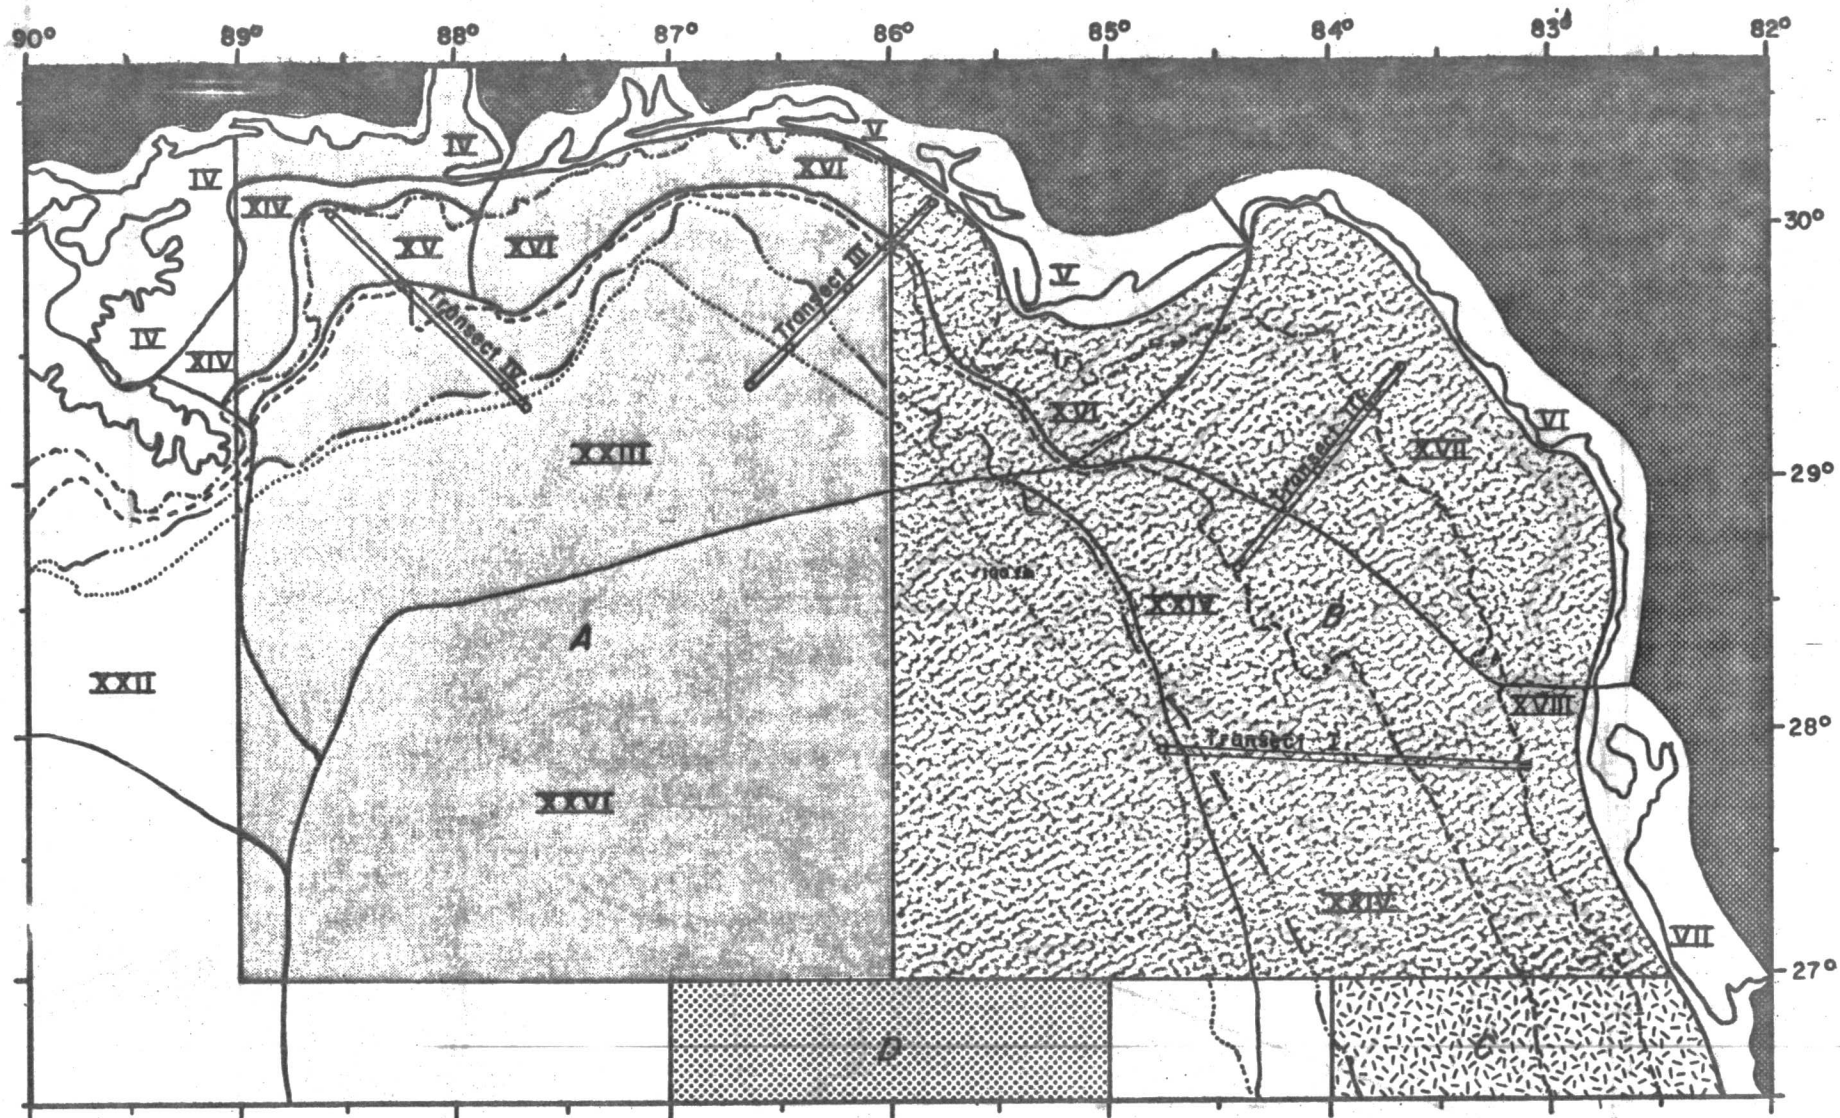 90° 89° 88° 87° 86° 85° 84° 83° 82°
IV
V
IV
XVI
XIV
30°
XV
XVI
Transect III
V
Transect IV
IV
XIV
XVI
VI
XXIII
XVII
Transect II
29°
100 fm
XXIV
A
B
XXII
XVIII
28°
Transect I
XXVI
XXIV
VII
27°
D
C